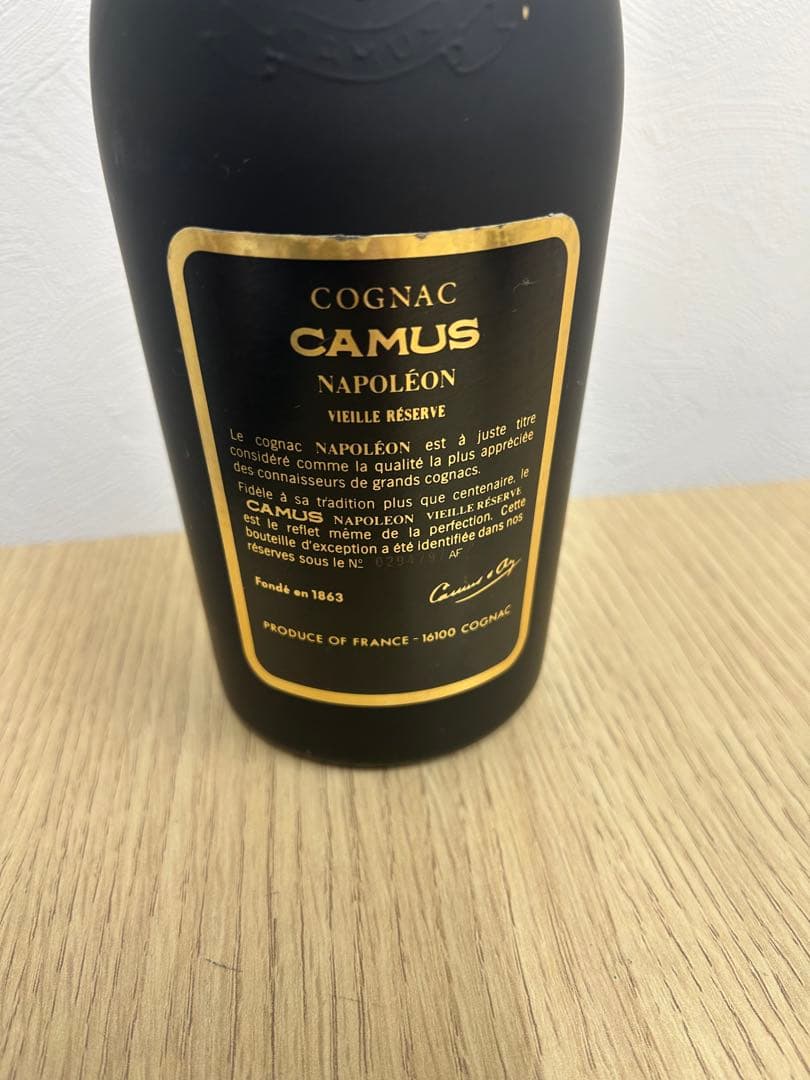 CAMUS
COGNAC
CAMUS
NAPOLÉON
VIEILLE RÉSERVE
Le cognac NAPOLÉON est à juste titre
considéré comme la qualité la plus appréciée
des connaisseurs de grands cognacs.
Fidèle à sa tradition plus que centenaire, le
CAMUS NAPOLEON VIEILLE RÉSERVE
est le reflet même de la perfection. Cette
bouteille d'exception a été identifiée dans nos
réserves sous le Nº AF
Fondé en 1863
PRODUCE OF FRANCE - 16100 COGNAC